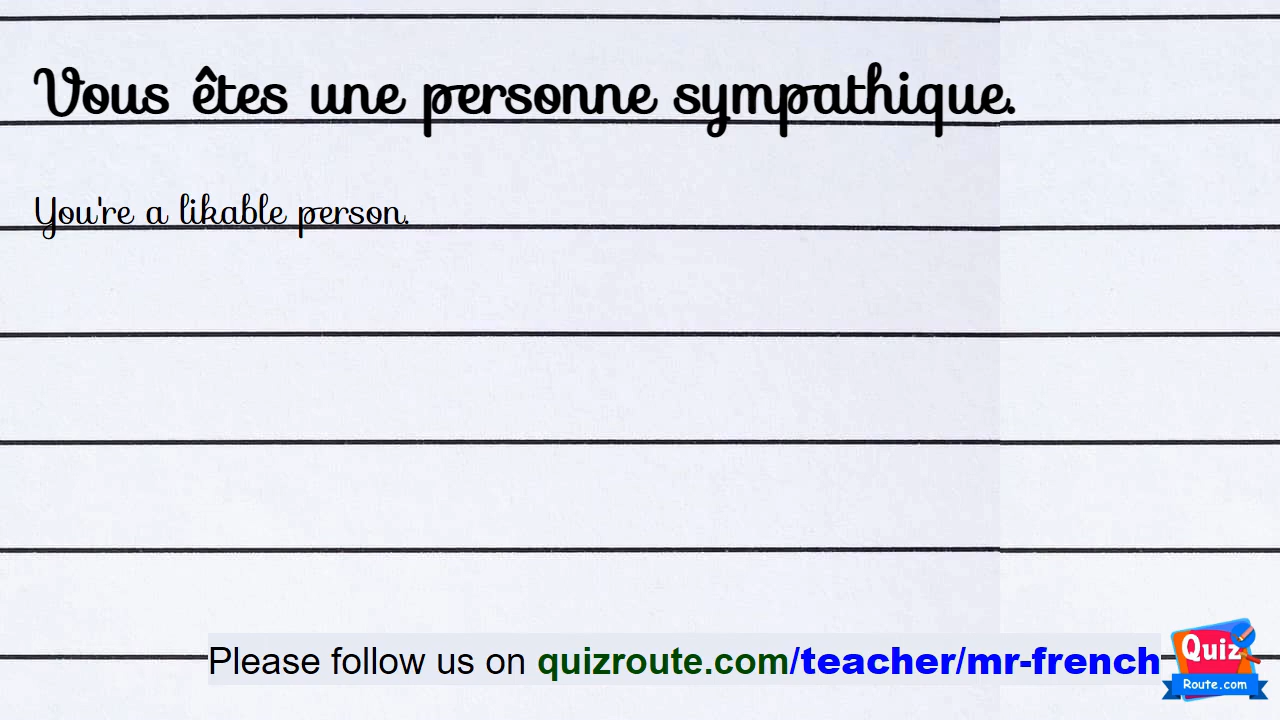 Vous êtes une personne sympathique.
You're a likable person.
Please follow us on quizroute.com/teacher/mr-french
Quiz
Route.com